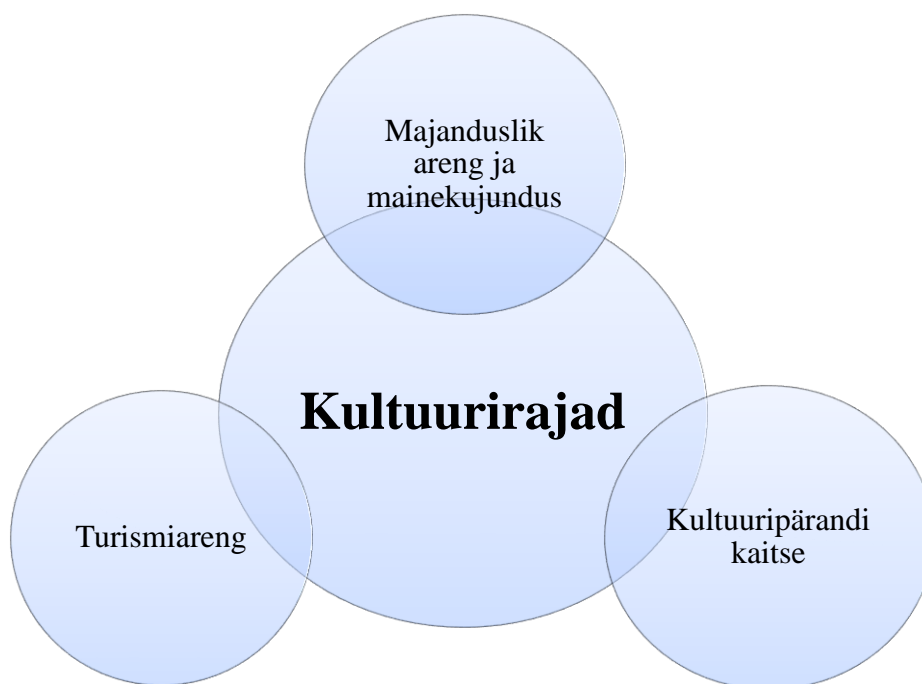 Majanduslik
areng ja
mainekujundus
Kultuurirajad
Turismiareng
Kultuuripärandi
kaitse